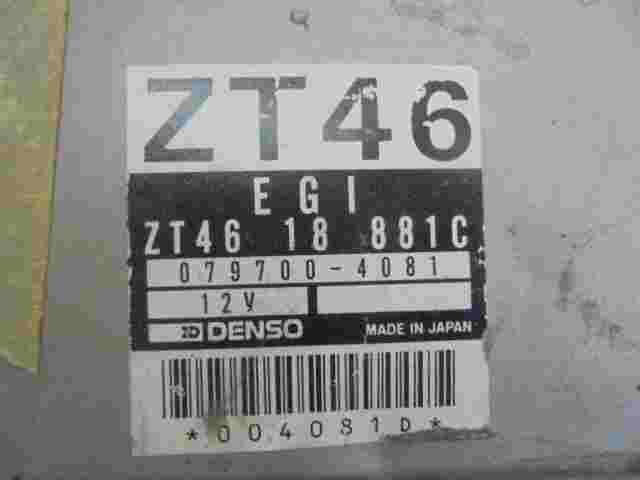 ZT46
EGI
ZT46 18 881C
079700-4081
12V
DENSO MADE IN JAPAN
*004081D*